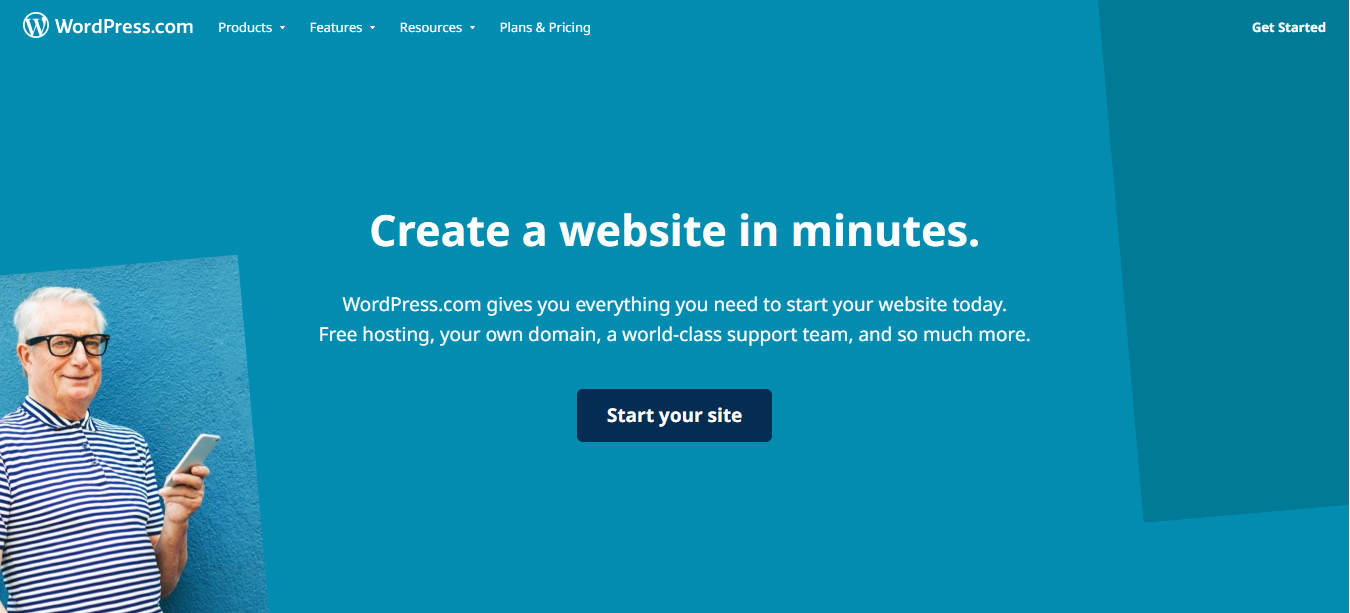 WordPress.com Products Features Resources Plans & Pricing Get Started
Create a website in minutes.
WordPress.com gives you everything you need to start your website today.
Free hosting, your own domain, a world-class support team, and so much more.
Start your site